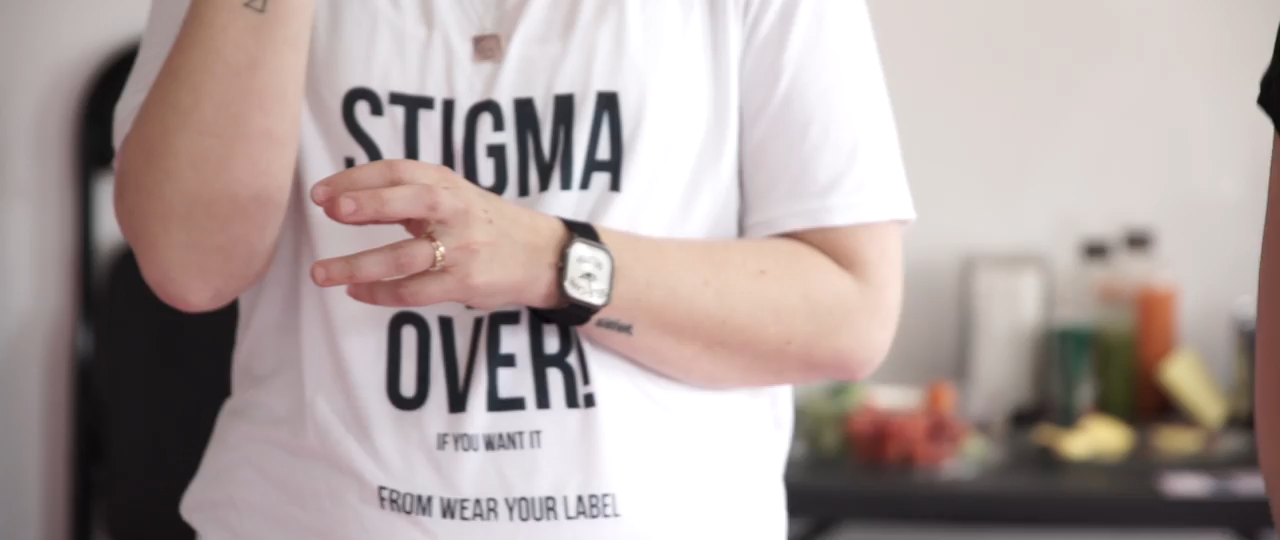 STIGMA
OVER!
IF YOU WANT IT
FROM WEAR YOUR LABEL